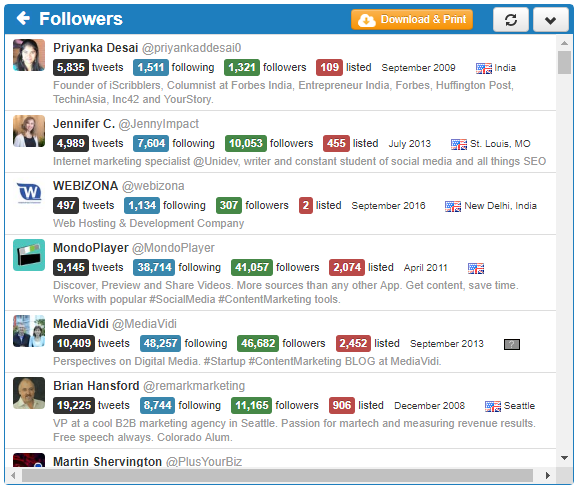 Followers Download & Print
Priyanka Desai @priyankaddesai0
5,835 tweets 1,511 following 1,321 followers 109 listed September 2009 India
Founder of iScribblers, Columnist at Forbes India, Entrepreneur India, Forbes, Huffington Post,
TechinAsia, Inc42 and YourStory.
Jennifer C. @JennyImpact
4,989 tweets 7,604 following 10,053 followers 455 listed July 2013 St. Louis, MO
Internet marketing specialist @Unidev, writer and constant student of social media and all things SEO
WEBIZONA @webizona
497 tweets 1,134 following 307 followers 2 listed September 2016 New Delhi, India
Web Hosting & Development Company
MondoPlayer @MondoPlayer
9,145 tweets 38,714 following 41,057 followers 2,074 listed April 2011
Discover, Preview and Share Videos. More sources than any other App. Get content, save time.
Works with popular #SocialMedia #ContentMarketing tools.
MediaVidi @MediaVidi
10,409 tweets 48,257 following 46,682 followers 2,452 listed September 2013 ?
Perspectives on Digital Media. #Startup #ContentMarketing BLOG at MediaVidi.
Brian Hansford @remarkmarketing
19,225 tweets 8,744 following 11,165 followers 906 listed December 2008 Seattle
VP at a cool B2B marketing agency in Seattle. Passion for martech and measuring revenue results.
Free speech always. Colorado Alum.
Martin Shervington @PlusYourBiz